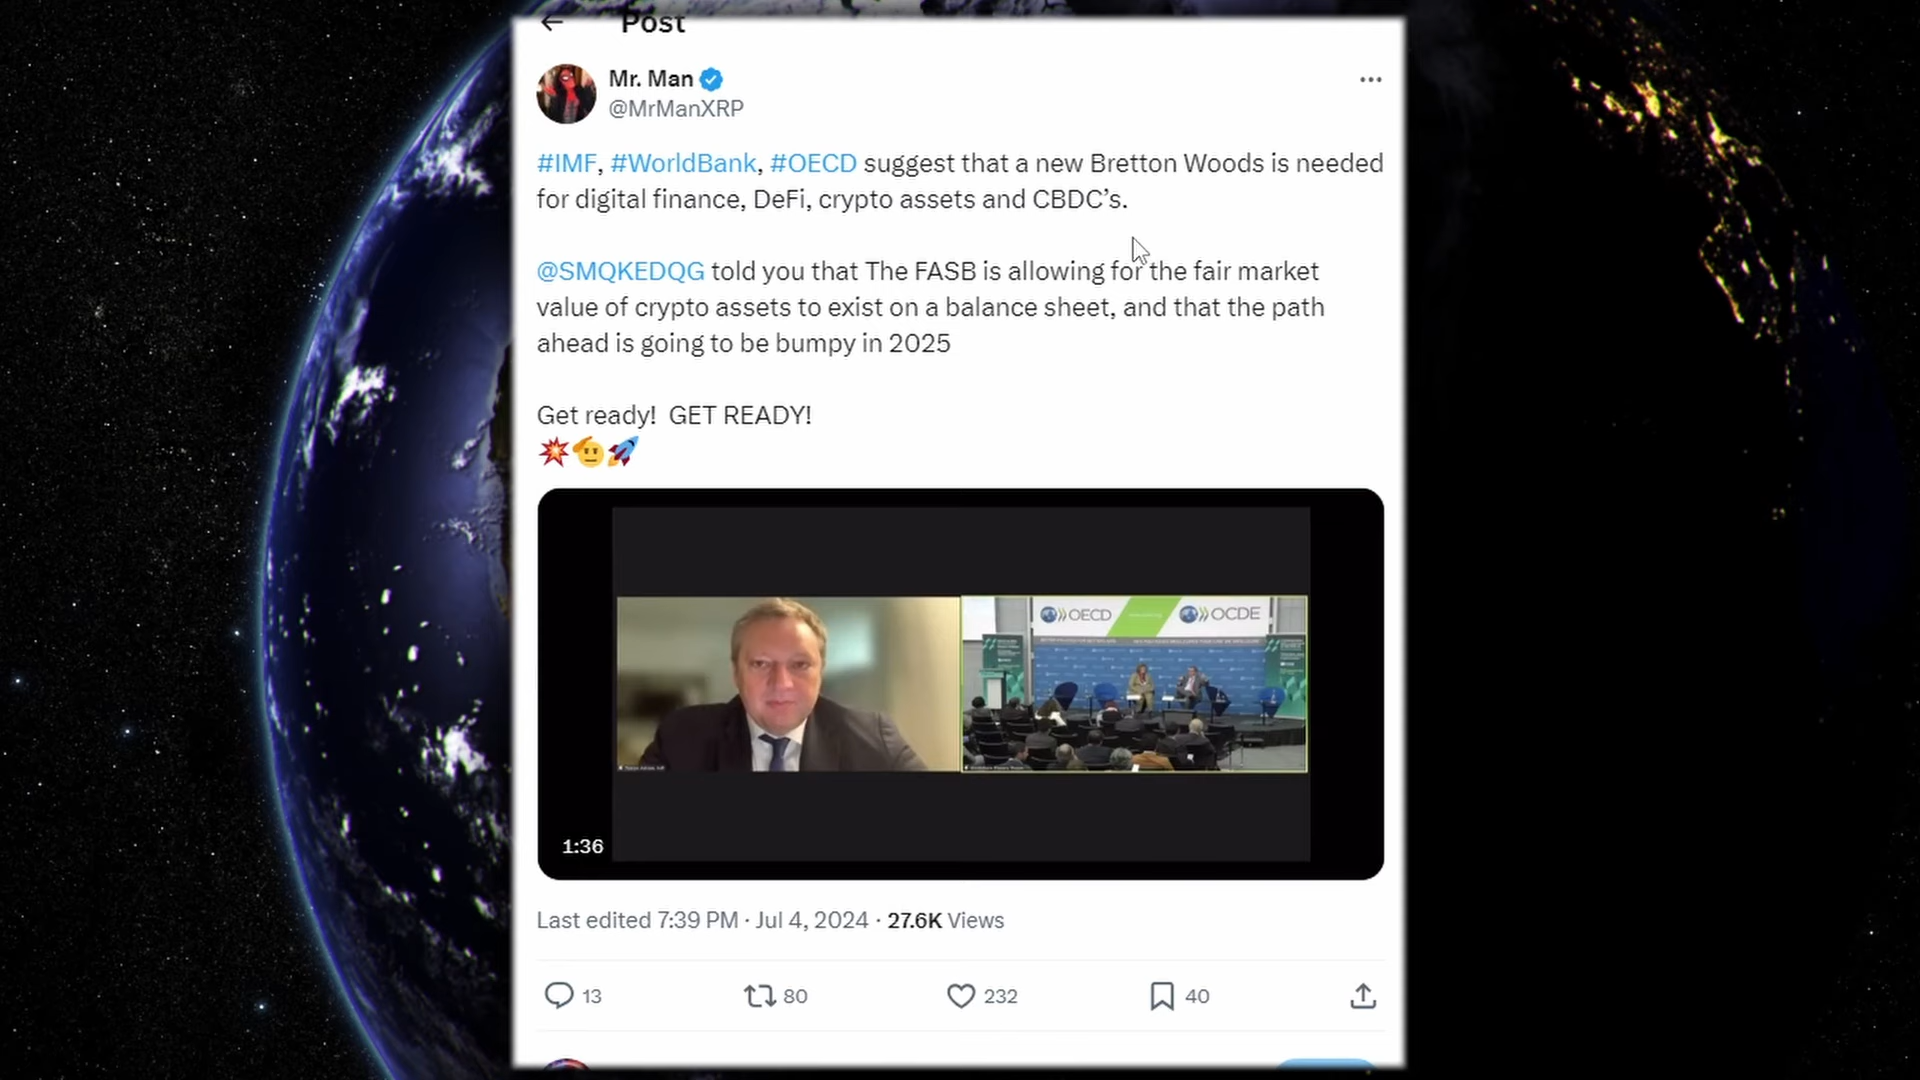 Post
Mr. Man
@MrManXRP
#IMF, #WorldBank, #OECD suggest that a new Bretton Woods is needed
for digital finance, DeFi, crypto assets and CBDC’s.
@SMQKEDQG told you that The FASB is allowing for the fair market
value of crypto assets to exist on a balance sheet, and that the path
ahead is going to be bumpy in 2025
Get ready!  GET READY!
OECD
OCDE
1:36
Last edited 7:39 PM · Jul 4, 2024 · 27.6K Views
13 80 232 40